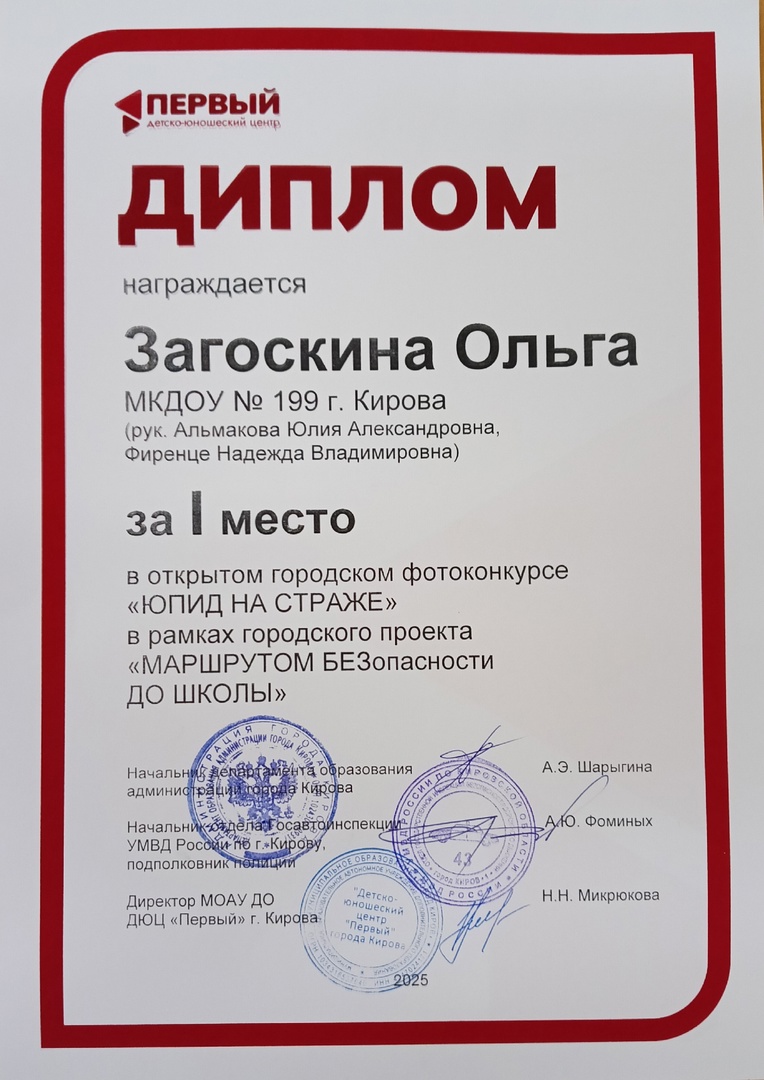 ПЕРВЫЙ
детско-юношеский центр
ДИПЛОМ
награждается
Загоскина Ольга
МКДОУ № 199 г. Кирова
(рук. Альмакова Юлия Александровна,
Фиренце Надежда Владимировна)
за I место
в открытом городском фотоконкурсе
«ЮПИД НА СТРАЖЕ»
в рамках городского проекта
«МАРШРУТОМ БЕЗопасности
ДО ШКОЛЫ»
Начальник департамента образования
администрации города Кирова
А.Э. Шарыгина
Начальник отдела Госавтоинспекции
УМВД России по г. Кирову,
подполковник полиции
А.Ю. Фоминых
43
Директор МОАУ ДО
ДЮЦ «Первый» г. Кирова
Н.Н. Микрюкова
"Детско-
юношеский
центр
"Первый"
города Кирова
2025